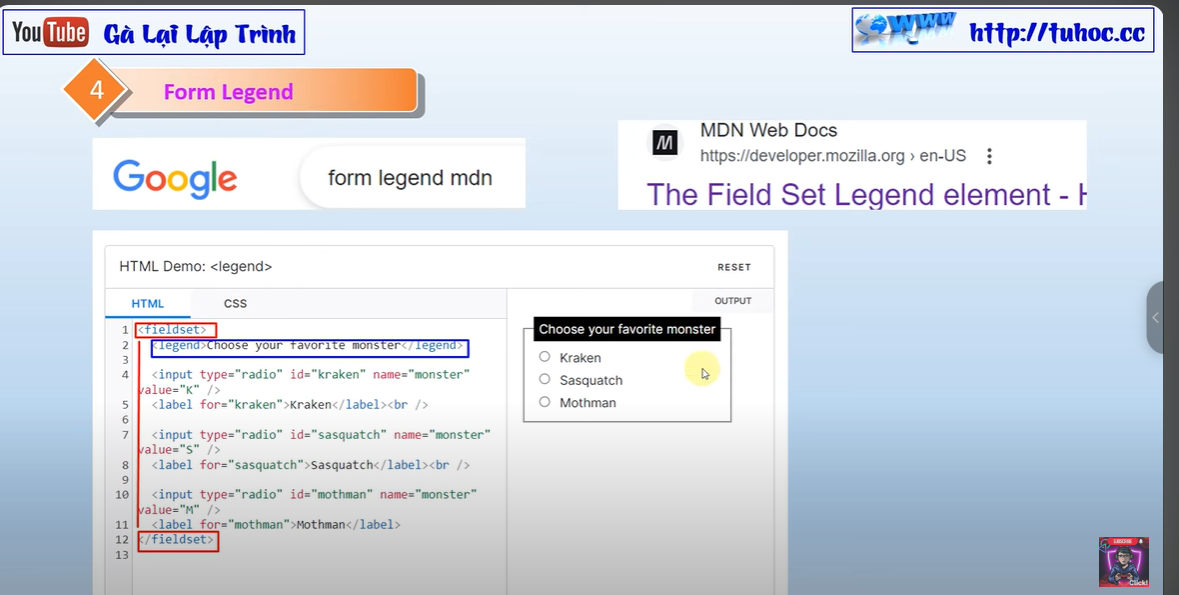 YouTube Gà Lại Lập Trình
www http://tuhoc.cc
4 Form Legend
Google form legend mdn
M MDN Web Docs
https://developer.mozilla.org › en-US
The Field Set Legend element -
HTML Demo: <legend>
RESET
HTML CSS
OUTPUT
1 <fieldset>
2 <legend>Choose your favorite monster</legend>
3
4 <input type="radio" id="kraken" name="monster"
value="K" />
5 <label for="kraken">Kraken</label><br />
6
7 <input type="radio" id="sasquatch" name="monster"
value="S" />
8 <label for="sasquatch">Sasquatch</label><br />
9
10 <input type="radio" id="mothman" name="monster"
value="M" />
11 <label for="mothman">Mothman</label>
12 </fieldset>
13
Choose your favorite monster
Kraken
Sasquatch
Mothman
SUBSCRIBE
Click!